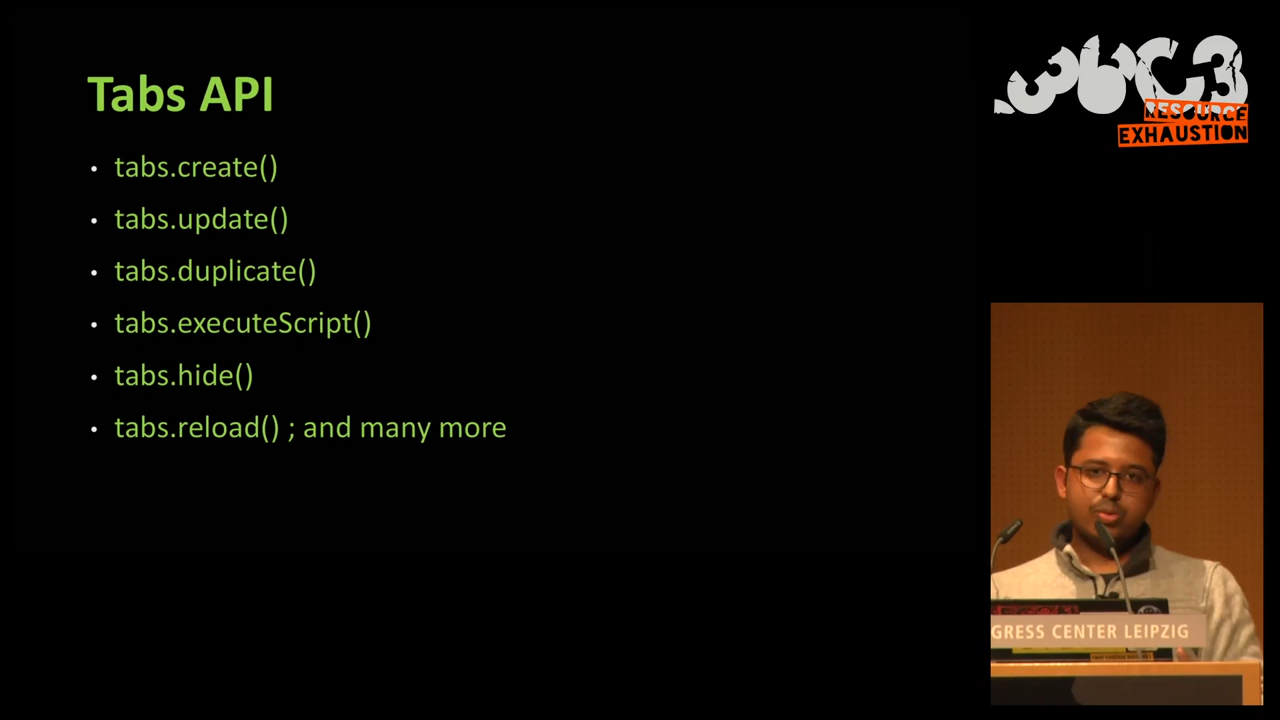 Tabs API
• tabs.create()
• tabs.update()
• tabs.duplicate()
• tabs.executeScript()
• tabs.hide()
• tabs.reload() ; and many more
36C3
RESOURCE
EXHAUSTION
GRESS CENTER LEIPZIG